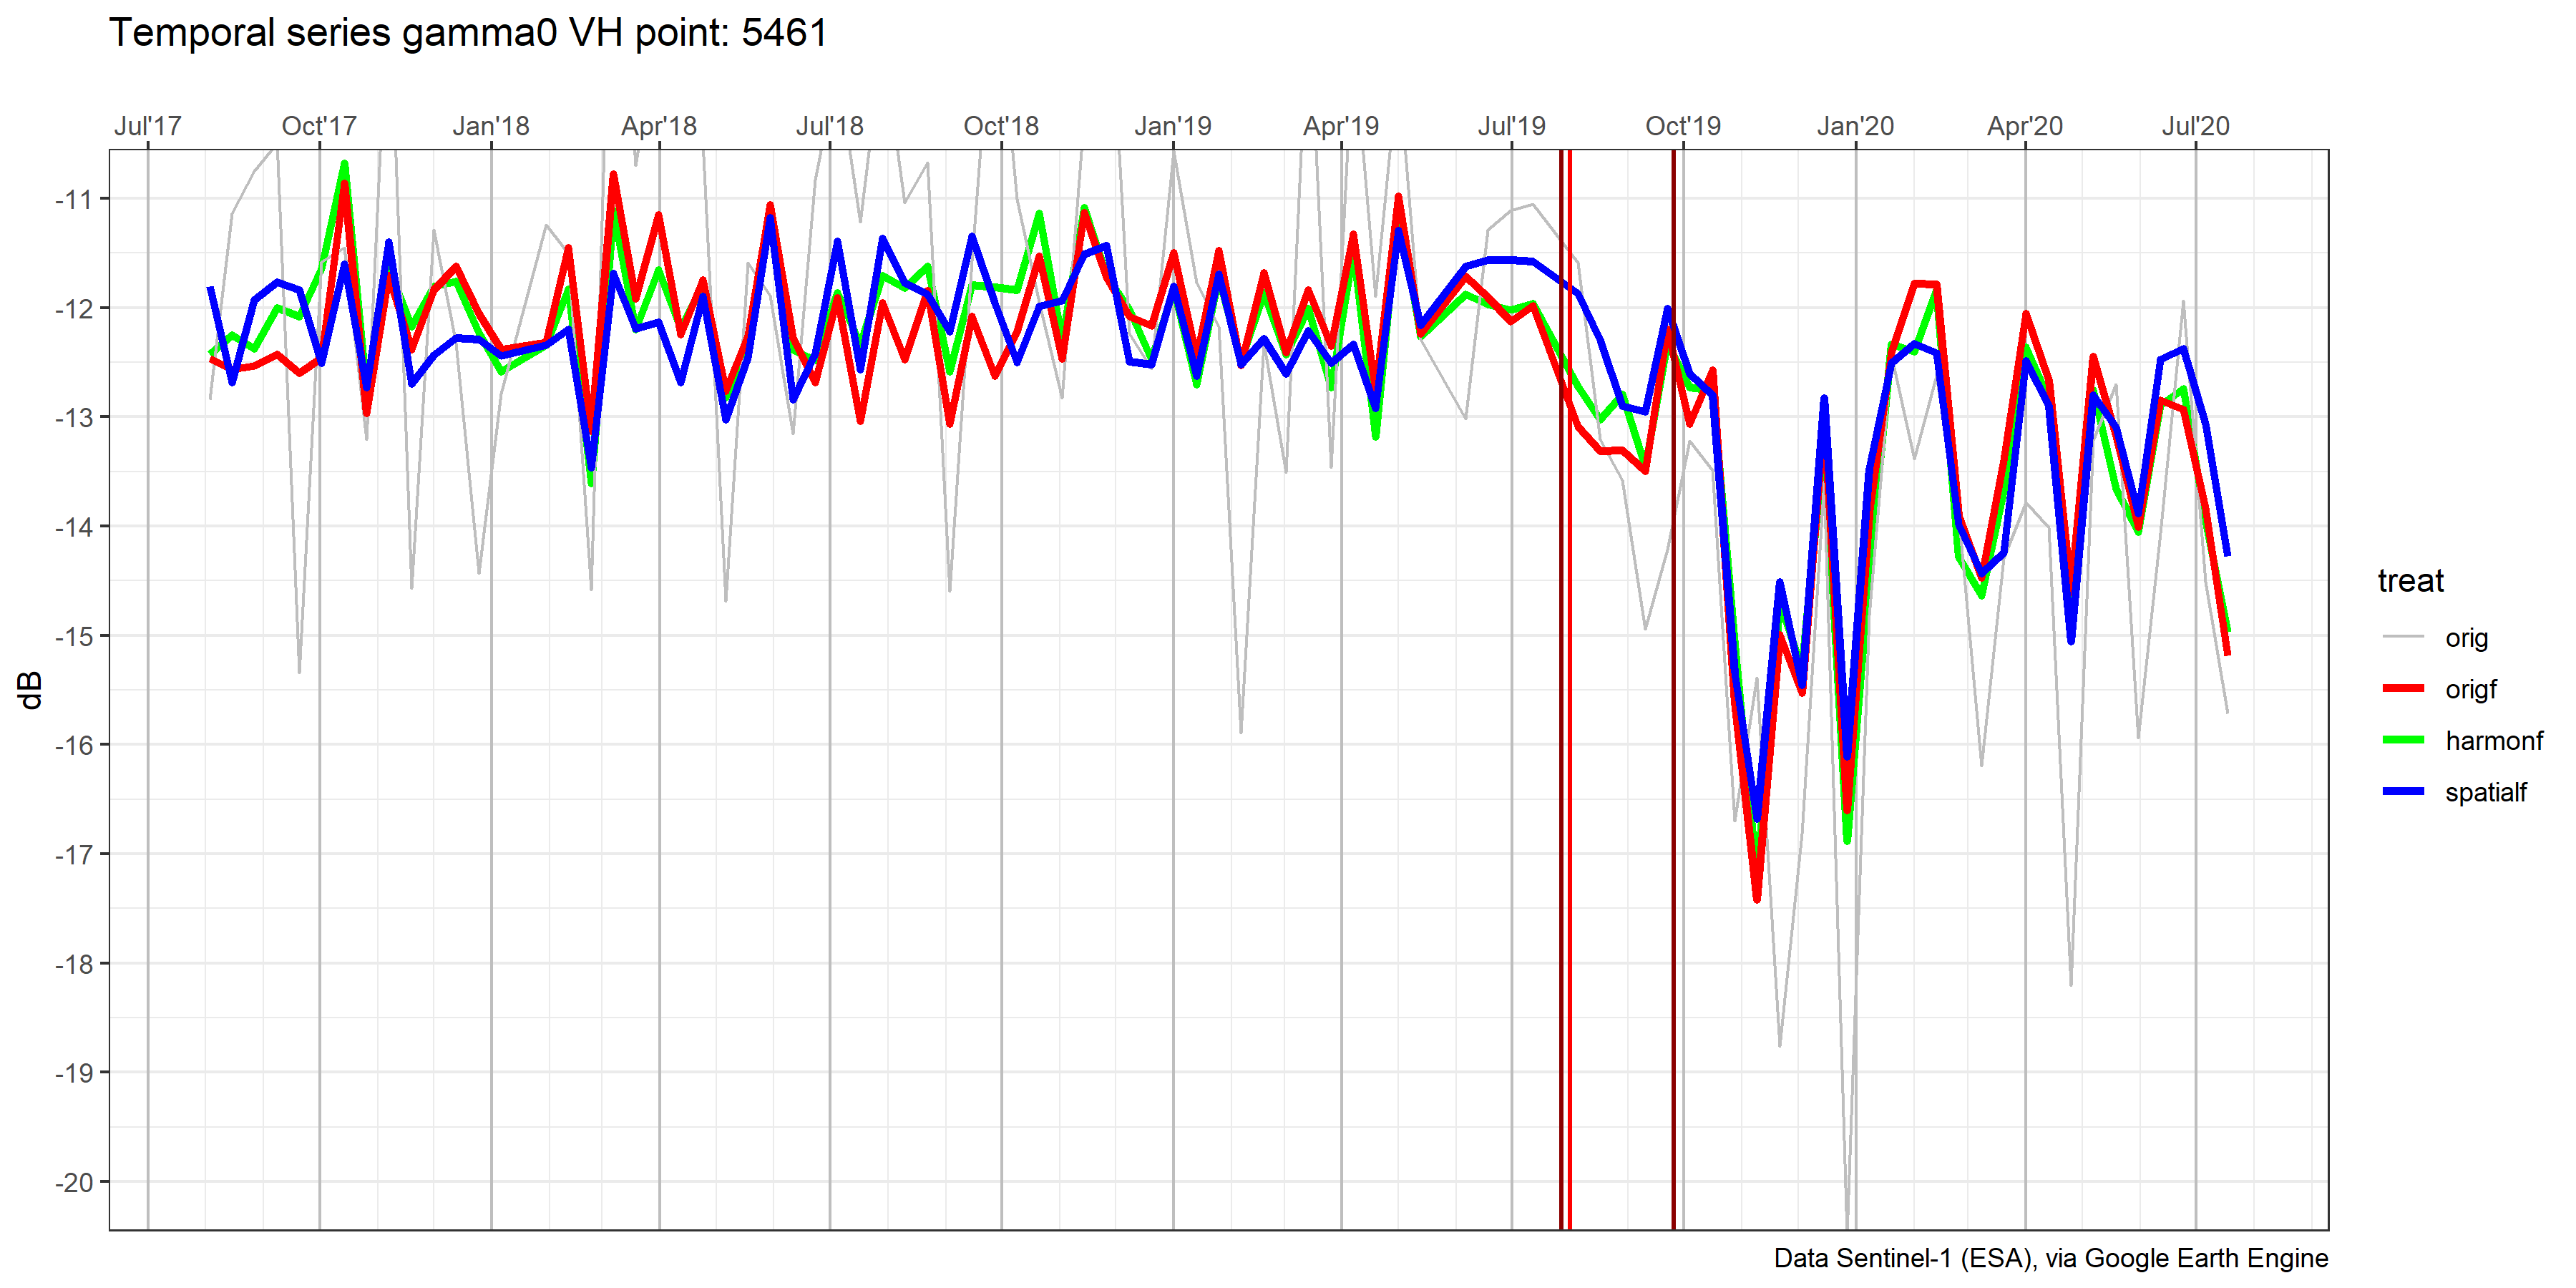 Temporal series gamma0 VH point: 5461
Jul'17 Oct'17 Jan'18 Apr'18 Jul'18 Oct'18 Jan'19 Apr'19 Jul'19 Oct'19 Jan'20 Apr'20 Jul'20
-11
-12
-13
-14
-15
-16
-17
-18
-19
-20
dB
treat
orig
origf
harmonf
spatialf
Data Sentinel-1 (ESA), via Google Earth Engine